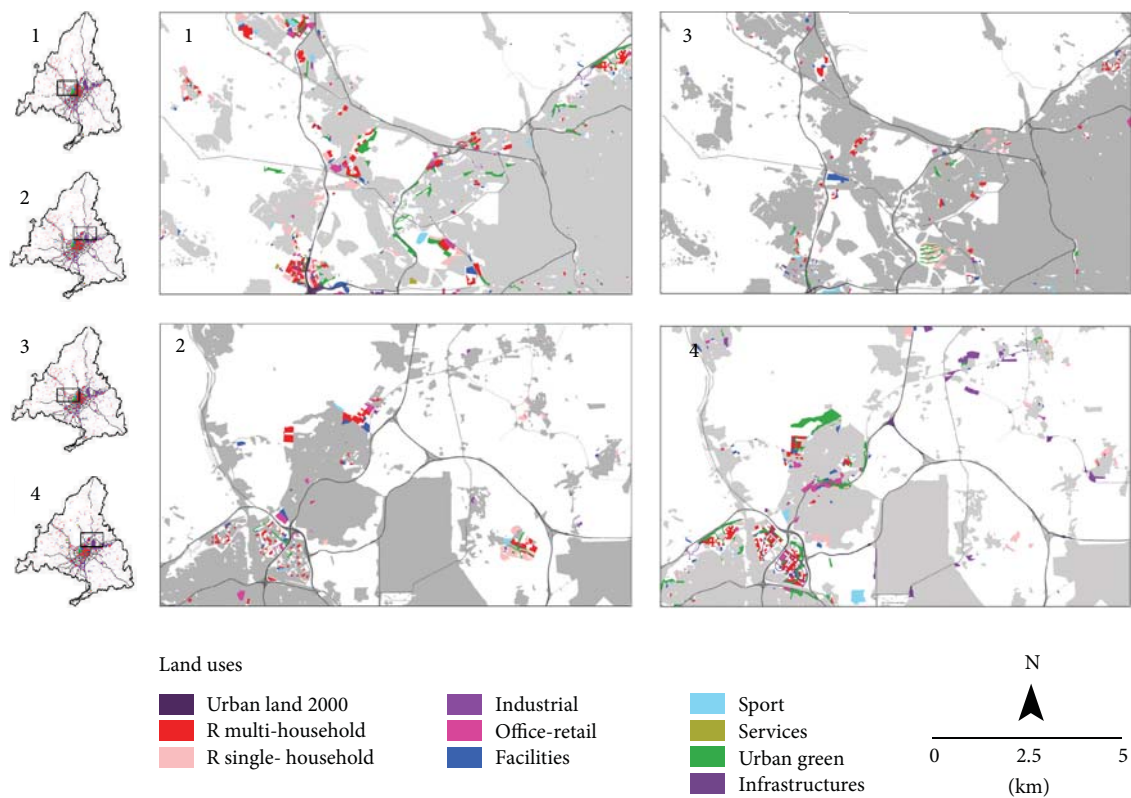 1
2
3
4
1
3
2
4
Land uses
Urban land 2000
R multi-household
R single- household
Industrial
Office-retail
Facilities
Sport
Services
Urban green
Infrastructures
N
0 2.5 5
(km)